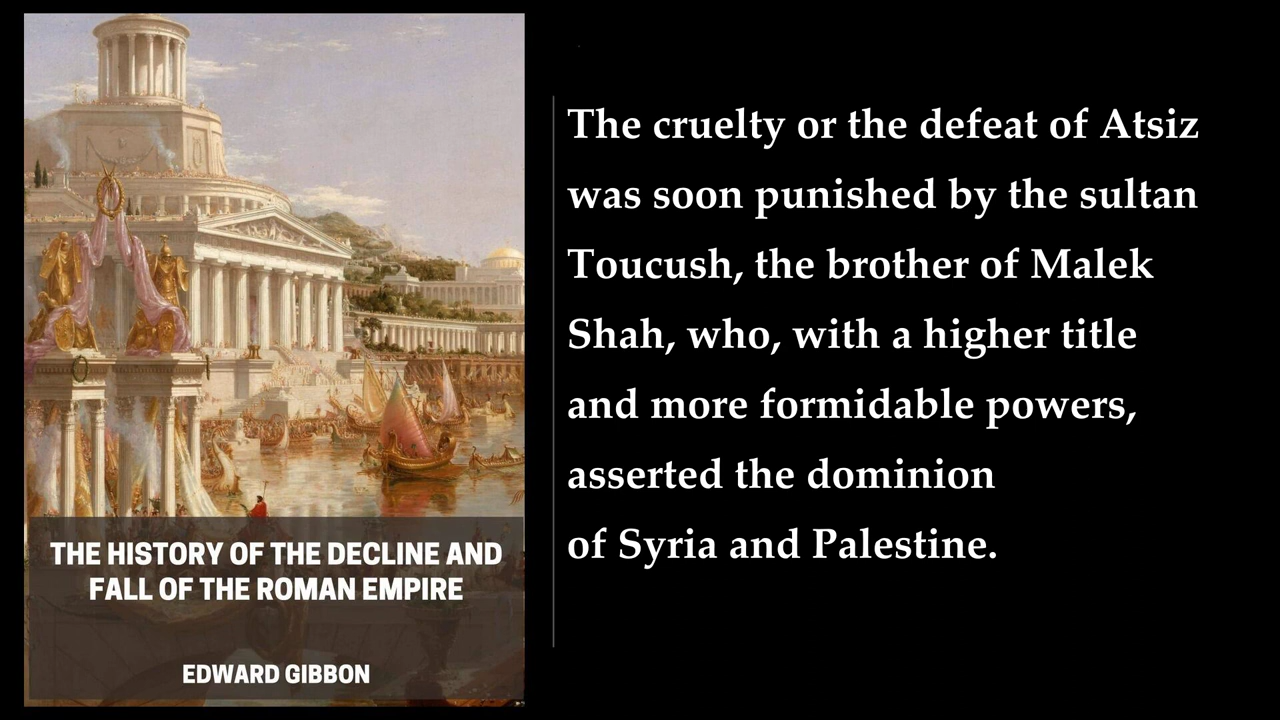 THE HISTORY OF THE DECLINE AND
FALL OF THE ROMAN EMPIRE
EDWARD GIBBON
The cruelty or the defeat of Atsiz
was soon punished by the sultan
Toucush, the brother of Malek
Shah, who, with a higher title
and more formidable powers,
asserted the dominion
of Syria and Palestine.